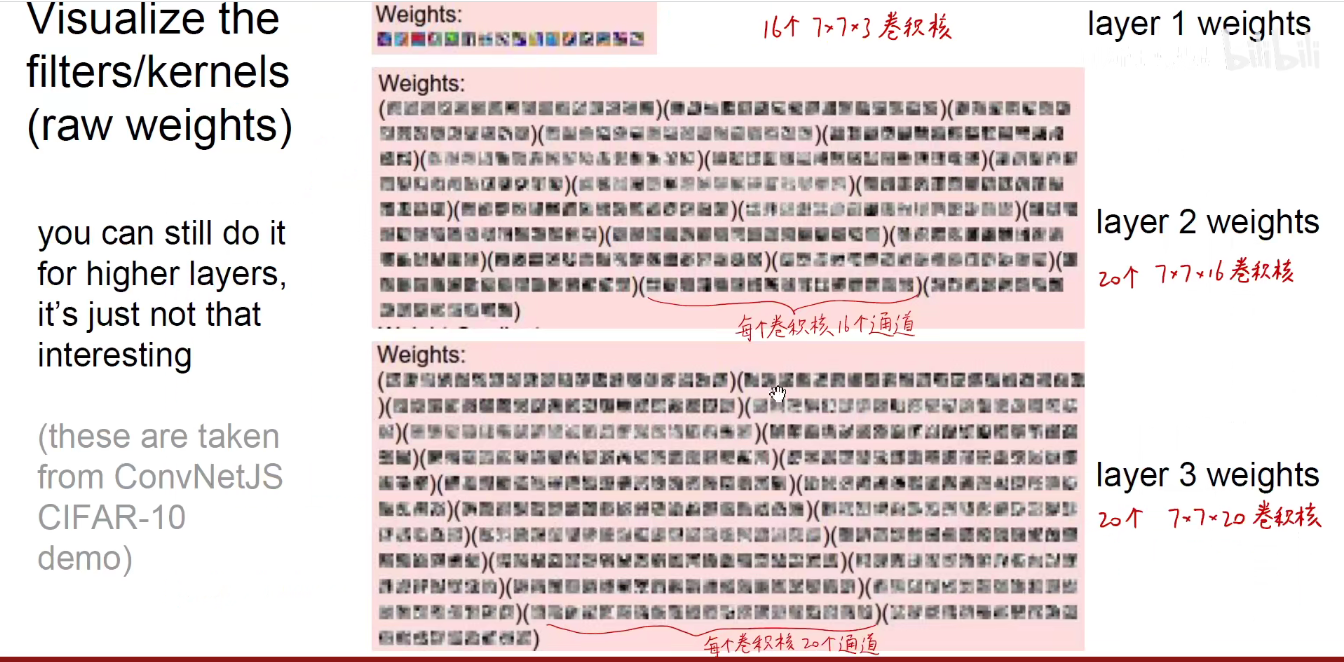 Visualize the
filters/kernels
(raw weights)
you can still do it
for higher layers,
it's just not that
interesting
(these are taken
from ConvNetJS
CIFAR-10
demo)
Weights:
16个 7×7×3 卷积核
layer 1 weights
bilibili
Weights:
layer 2 weights
20个 7×7×16 卷积核
每个卷积核16个通道
Weights:
layer 3 weights
20个 7×7×20 卷积核
每个卷积核20个通道